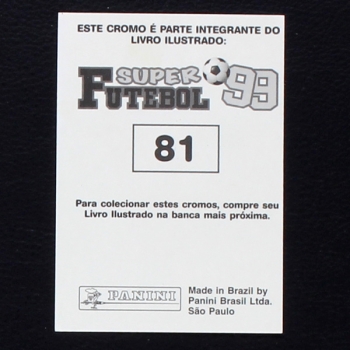 ESTE CROMO É PARTE INTEGRANTE DO
LIVRO ILUSTRADO:
SUPER
FUTEBOL '99
81
Para colecionar estes cromos, compre seu
Livro Ilustrado na banca mais próxima.
PANINI
Made in Brazil by
Panini Brasil Ltda.
São Paulo